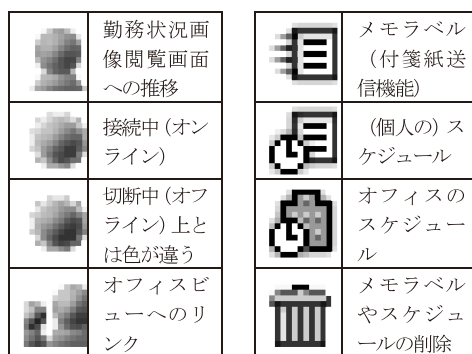 勤務状況画
像閲覧画面
への推移
接続中（オン
ライン）
切断中（オフ
ライン）上と
は色が違う
オフィスビ
ューへのリ
ンク
メモラベル
（付箋紙送
信機能）
（個人の）ス
ケジュール
オフィスの
スケジュー
ル
メモラベル
やスケジュ
ールの削除